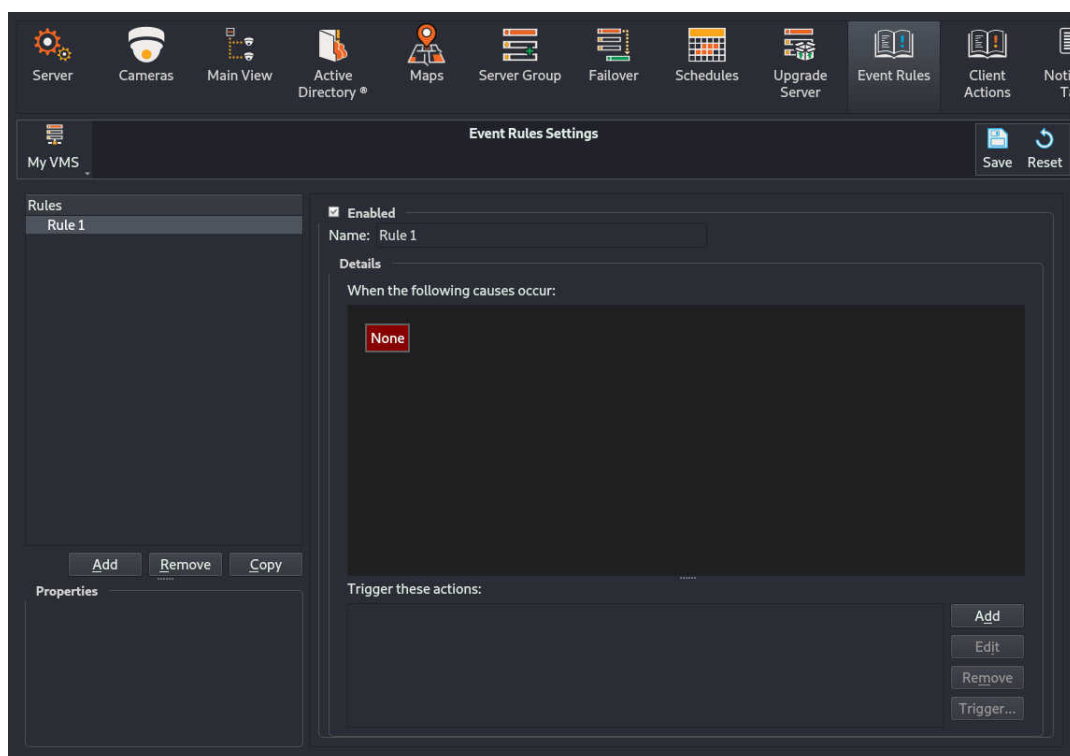 Server
Cameras
Main View
Active
Directory ®
Maps
Server Group
Failover
Schedules
Upgrade
Server
Event Rules
Client
Actions
My VMS
Event Rules Settings
Save
Reset
Rules
Rule 1
Add
Remove
Copy
Properties
Enabled
Name: Rule 1
Details
When the following causes occur:
None
Trigger these actions:
Add
Edit
Remove
Trigger...